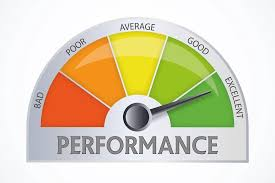 BAD
POOR
AVERAGE
GOOD
EXCELLENT
PERFORMANCE